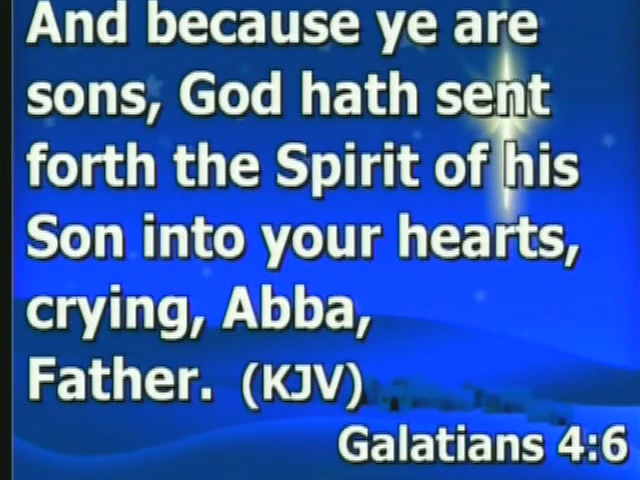 And because ye are
sons, God hath sent
forth the Spirit of his
Son into your hearts,
crying, Abba,
Father. (KJV)
Galatians 4:6